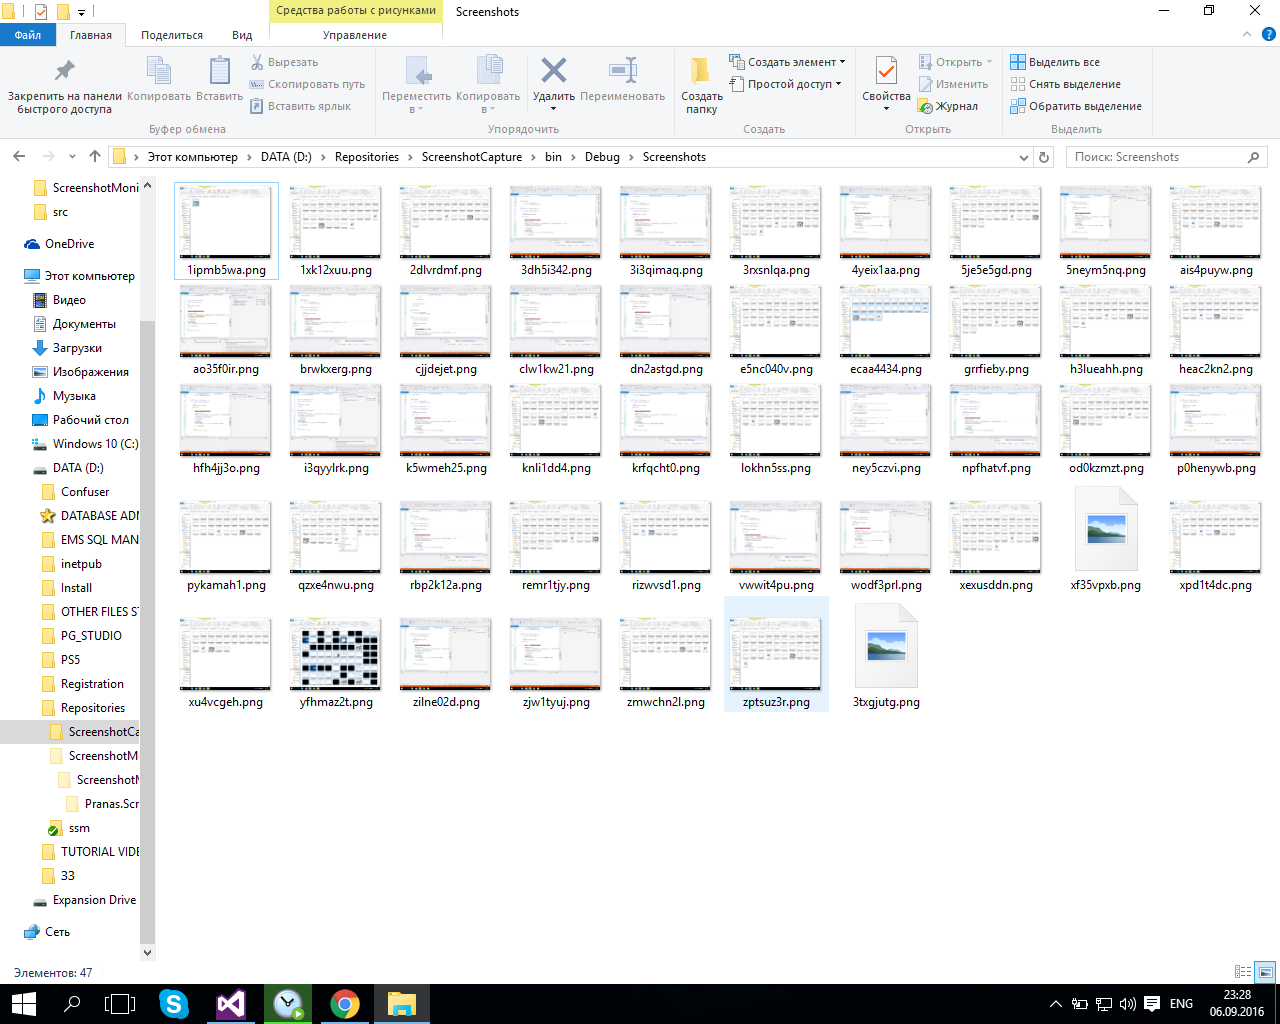 Средства работы с рисунками
Screenshots
Файл
Главная
Поделиться
Вид
Управление
Закрепить на панели быстрого доступа
Копировать
Вставить
Вырезать
Скопировать путь
Вставить ярлык
Буфер обмена
Переместить в
Копировать в
Удалить
Переименовать
Упорядочить
Создать папку
Создать элемент
Простой доступ
Создать
Свойства
Открыть
Изменить
Журнал
Открыть
Выделить все
Снять выделение
Обратить выделение
Выделить
Этот компьютер
DATA (D:)
Repositories
ScreenshotCapture
bin
Debug
Screenshots
Поиск: Screenshots
ScreenshotMoni
src
OneDrive
Этот компьютер
Видео
Документы
Загрузки
Изображения
Музыка
Рабочий стол
Windows 10 (C:)
DATA (D:)
Confuser
DATABASE ADM
EMS SQL MAN
inetpub
Install
OTHER FILES ST
PG_STUDIO
PS5
Registration
Repositories
ScreenshotCa
ScreenshotM
ScreenshotM
Pranas.Scr
ssm
TUTORIAL VIDE
33
Expansion Drive
Сеть
1ipmb5wa.png
1xk12xuu.png
2dlvrdmf.png
3dh5i342.png
3i3qimaq.png
3rxsnlqa.png
4yeix1aa.png
5je5e5gd.png
5neym5nq.png
ais4puyw.png
ao35f0ir.png
brwkxerg.png
cjjdejet.png
clw1kw21.png
dn2astgd.png
e5nc040v.png
ecaa4434.png
grrfieby.png
h3lueahh.png
heac2kn2.png
hfh4jj3o.png
i3qyylrk.png
k5wmeh25.png
knli1dd4.png
krfqcht0.png
lokhn5ss.png
ney5czvi.png
npfhatvf.png
od0kzmzt.png
p0henywb.png
pykamah1.png
qzxe4nwu.png
rbp2k12a.png
remr1tjy.png
rizwvsd1.png
vwwit4pu.png
wodf3prl.png
xexusddn.png
xf35vpxb.png
xpd1t4dc.png
xu4vcgeh.png
yfhmaz2t.png
zilne02d.png
zjw1tyuj.png
zmwchn2l.png
zptsuz3r.png
3txgjutg.png
Элементов: 47
ENG
23:28
06.09.2016